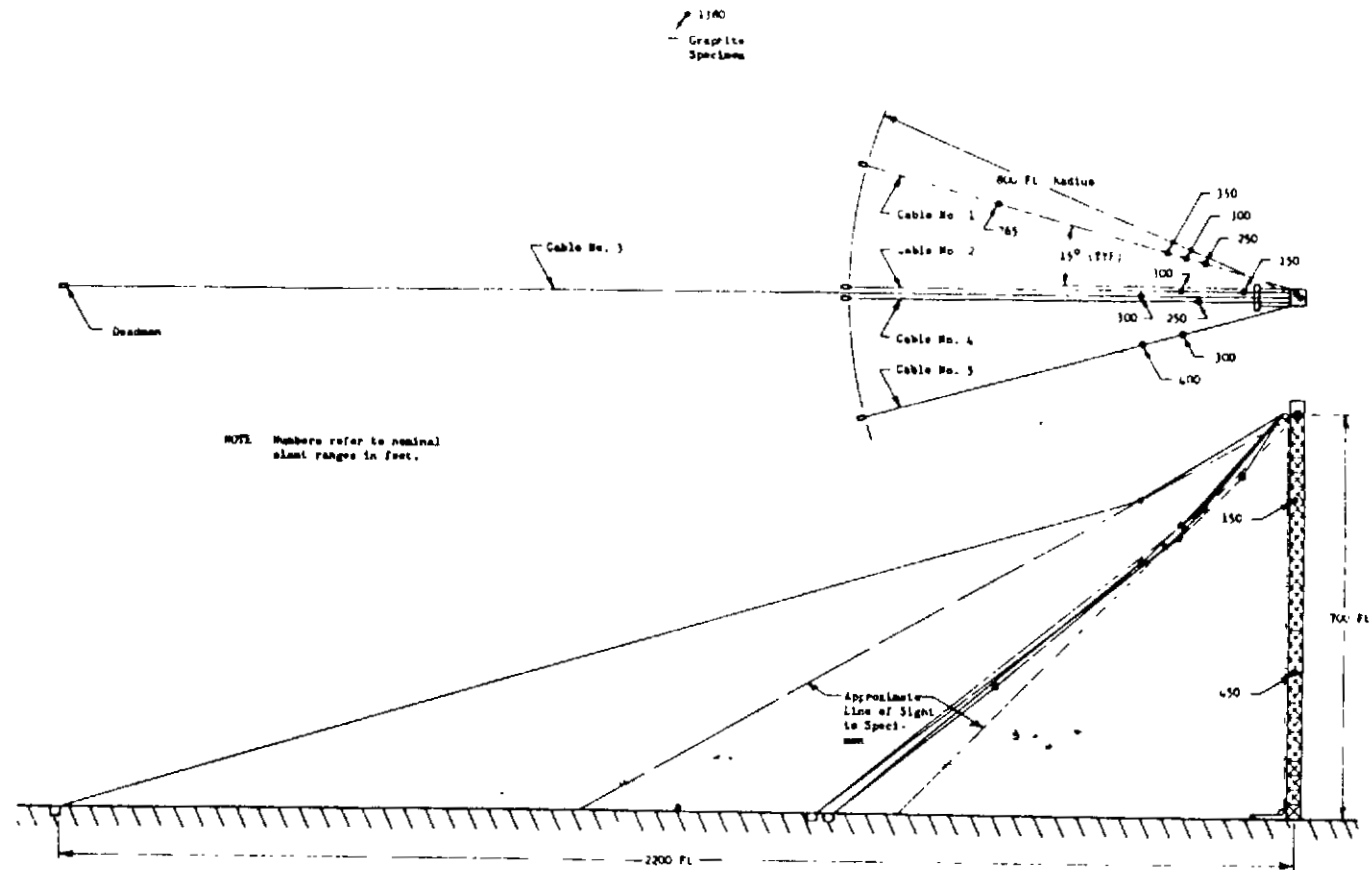 1380
Graphite
Specimen
800 Ft Radius
350
300
250
Cable No 1
765
Cable No. 3
Cable No 2
15° (TYP)
300
150
Deadman
300
250
Cable No. 4
300
Cable No. 5
400
NOTE Numbers refer to nominal
slant ranges in feet.
150
700 Ft
450
Approximate
Line of Sight
to Speci-
men
2200 Ft